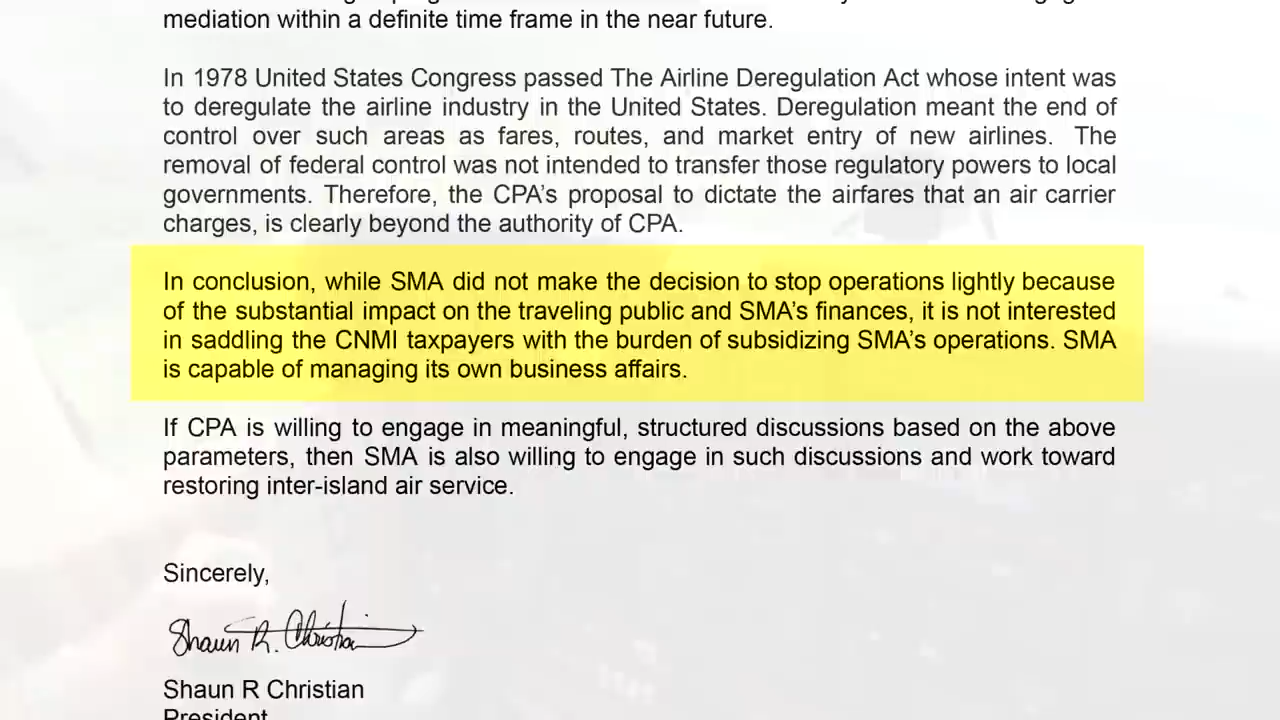 mediation within a definite time frame in the near future.
In 1978 United States Congress passed The Airline Deregulation Act whose intent was
to deregulate the airline industry in the United States. Deregulation meant the end of
control over such areas as fares, routes, and market entry of new airlines. The
removal of federal control was not intended to transfer those regulatory powers to local
governments. Therefore, the CPA's proposal to dictate the airfares that an air carrier
charges, is clearly beyond the authority of CPA.
In conclusion, while SMA did not make the decision to stop operations lightly because
of the substantial impact on the traveling public and SMA's finances, it is not interested
in saddling the CNMI taxpayers with the burden of subsidizing SMA's operations. SMA
is capable of managing its own business affairs.
If CPA is willing to engage in meaningful, structured discussions based on the above
parameters, then SMA is also willing to engage in such discussions and work toward
restoring inter-island air service.
Sincerely,
Shaun R. Christian
Shaun R Christian
President